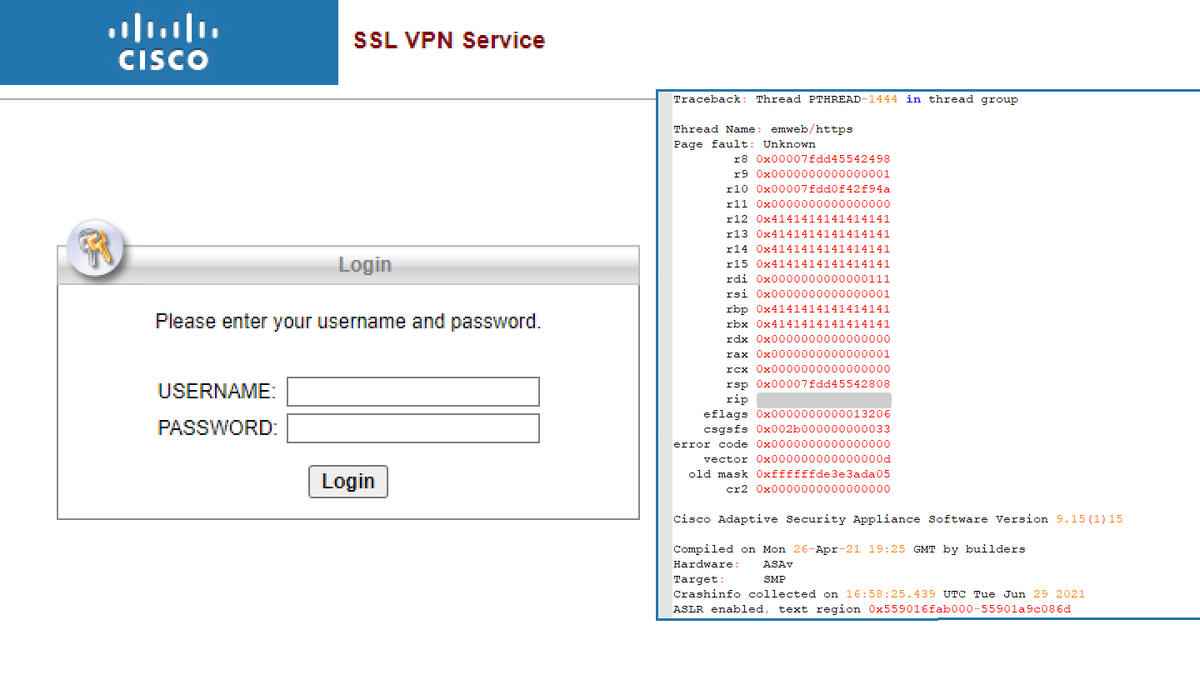 CISCO
SSL VPN Service
Login
Please enter your username and password.
USERNAME:
PASSWORD:
Login
Traceback: Thread PTHREAD-1444 in thread group
Thread Name: emweb/https
Page fault: Unknown
r8 0x00007fdd45542498
r9 0x0000000000000001
r10 0x00007fdd0f42f94a
r11 0x0000000000000000
r12 0x4141414141414141
r13 0x4141414141414141
r14 0x4141414141414141
r15 0x4141414141414141
rdi 0x0000000000000111
rsi 0x0000000000000001
rbp 0x4141414141414141
rbx 0x4141414141414141
rdx 0x0000000000000000
rax 0x0000000000000001
rcx 0x0000000000000000
rsp 0x00007fdd45542808
rip
eflags 0x0000000000013206
csgsfs 0x002b000000000033
error code 0x0000000000000000
vector 0x000000000000000d
old mask 0xffffffde3e3ada05
cr2 0x0000000000000000
Cisco Adaptive Security Appliance Software Version 9.15(1)15
Compiled on Mon 26-Apr-21 19:25 GMT by builders
Hardware: ASAv
Target: SMP
Crashinfo collected on 16:58:25.439 UTC Tue Jun 29 2021
ASLR enabled, text region 0x559016fab000-55901a9c086d